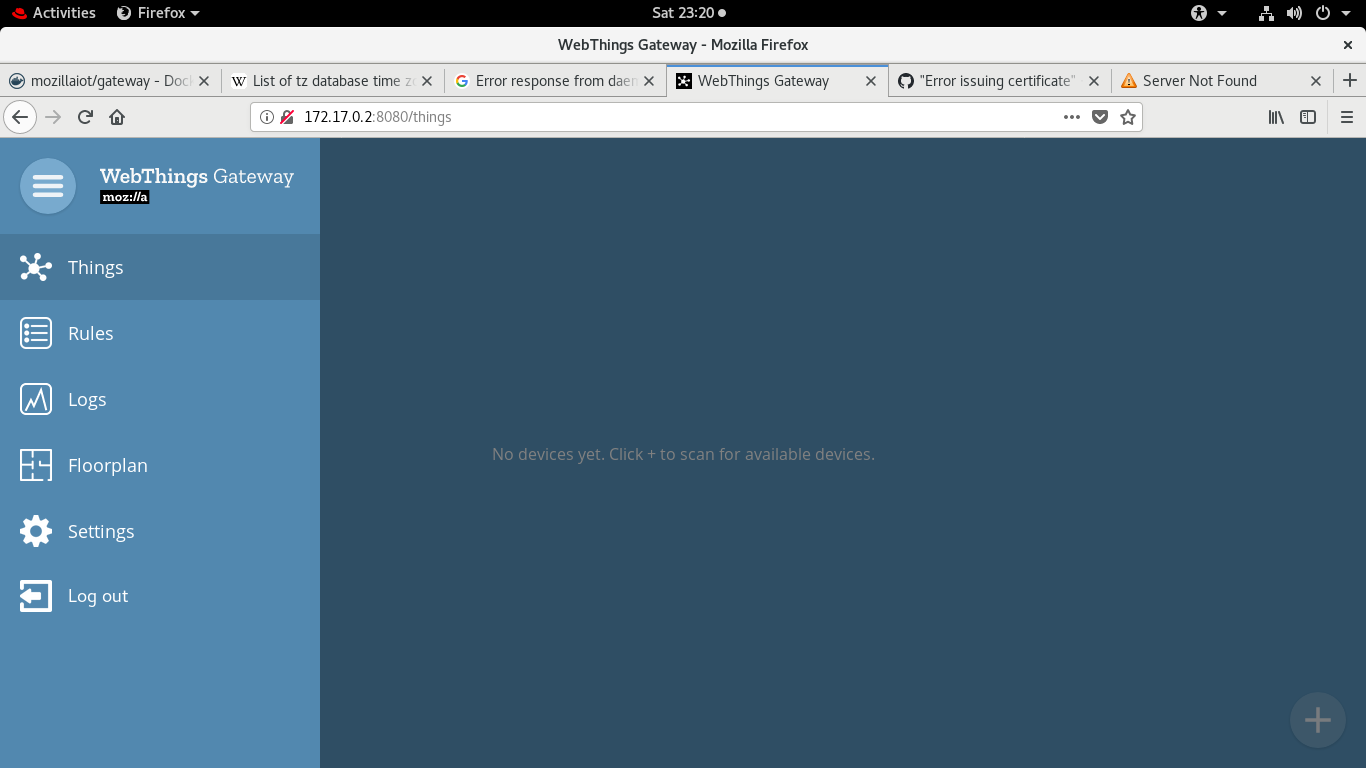 Activities Firefox Sat 23:20
WebThings Gateway - Mozilla Firefox
mozillaiot/gateway - Dock List of tz database time zo Error response from daem WebThings Gateway "Error issuing certificate" Server Not Found
172.17.0.2:8080/things
WebThings Gateway
moz://a
Things
Rules
Logs
Floorplan
Settings
Log out
No devices yet. Click + to scan for available devices.